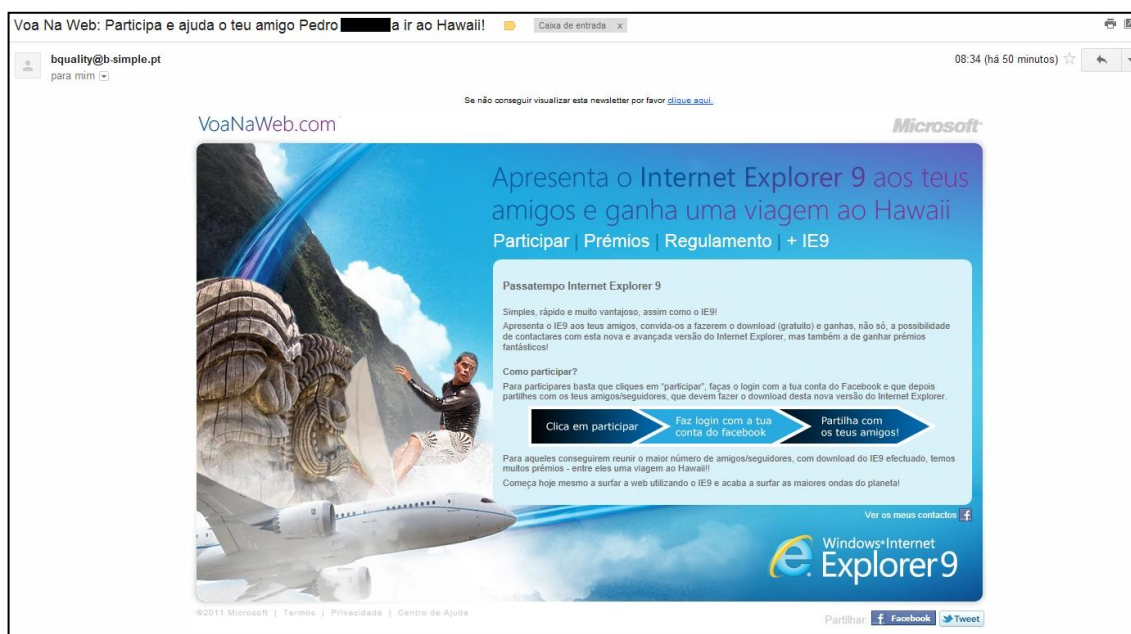 Voa Na Web: Participa e ajuda o teu amigo Pedro a ir ao Hawaii! Caixa de entrada x
bquality@b-simple.pt 08:34 (há 50 minutos)
para mim
Se não conseguir visualizar esta newsletter por favor clique aqui.
VoaNaWeb.com Microsoft
Apresenta o Internet Explorer 9 aos teus
amigos e ganha uma viagem ao Hawaii
Participar | Prémios | Regulamento | + IE9
Passatempo Internet Explorer 9
Simples, rápido e muito vantajoso, assim como o IE9!
Apresenta o IE9 aos teus amigos, convida-os a fazerem o download (gratuito) e ganhas, não só, a possibilidade
de contactares com esta nova e avançada versão do Internet Explorer, mas também a de ganhar prémios
fantásticos!
Como participar?
Para participares basta que cliques em "participar", faças o login com a tua conta do Facebook e que depois
partilhes com os teus amigos/seguidores, que devem fazer o download desta nova versão do Internet Explorer.
Clica em participar
Faz login com a tua
conta do facebook
Partilha com
os teus amigos!
Para aqueles conseguirem reunir o maior número de amigos/seguidores, com download do IE9 efectuado, temos
muitos prémios - entre eles uma viagem ao Hawaii!!
Começa hoje mesmo a surfar a web utilizando o IE9 e acaba a surfar as maiores ondas do planeta!
Ver os meus contactos
Windows Internet
Explorer 9
©2011 Microsoft | Termos | Privacidade | Centro de Ajuda
Partilhar: Facebook Tweet